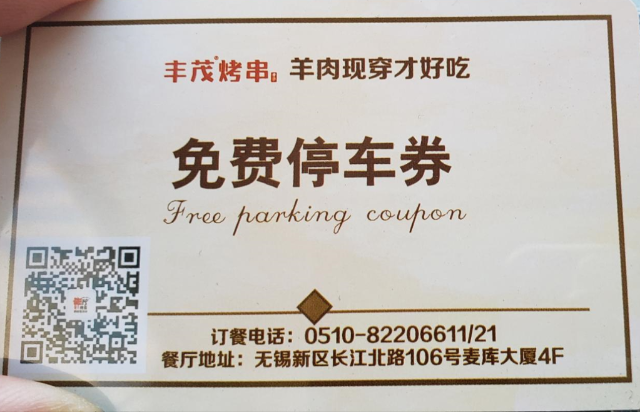 丰茂烤串 羊肉现穿才好吃
免费停车券
Free parking coupon
订餐电话：0510-82206611/21
餐厅地址：无锡新区长江北路106号麦库大厦4F